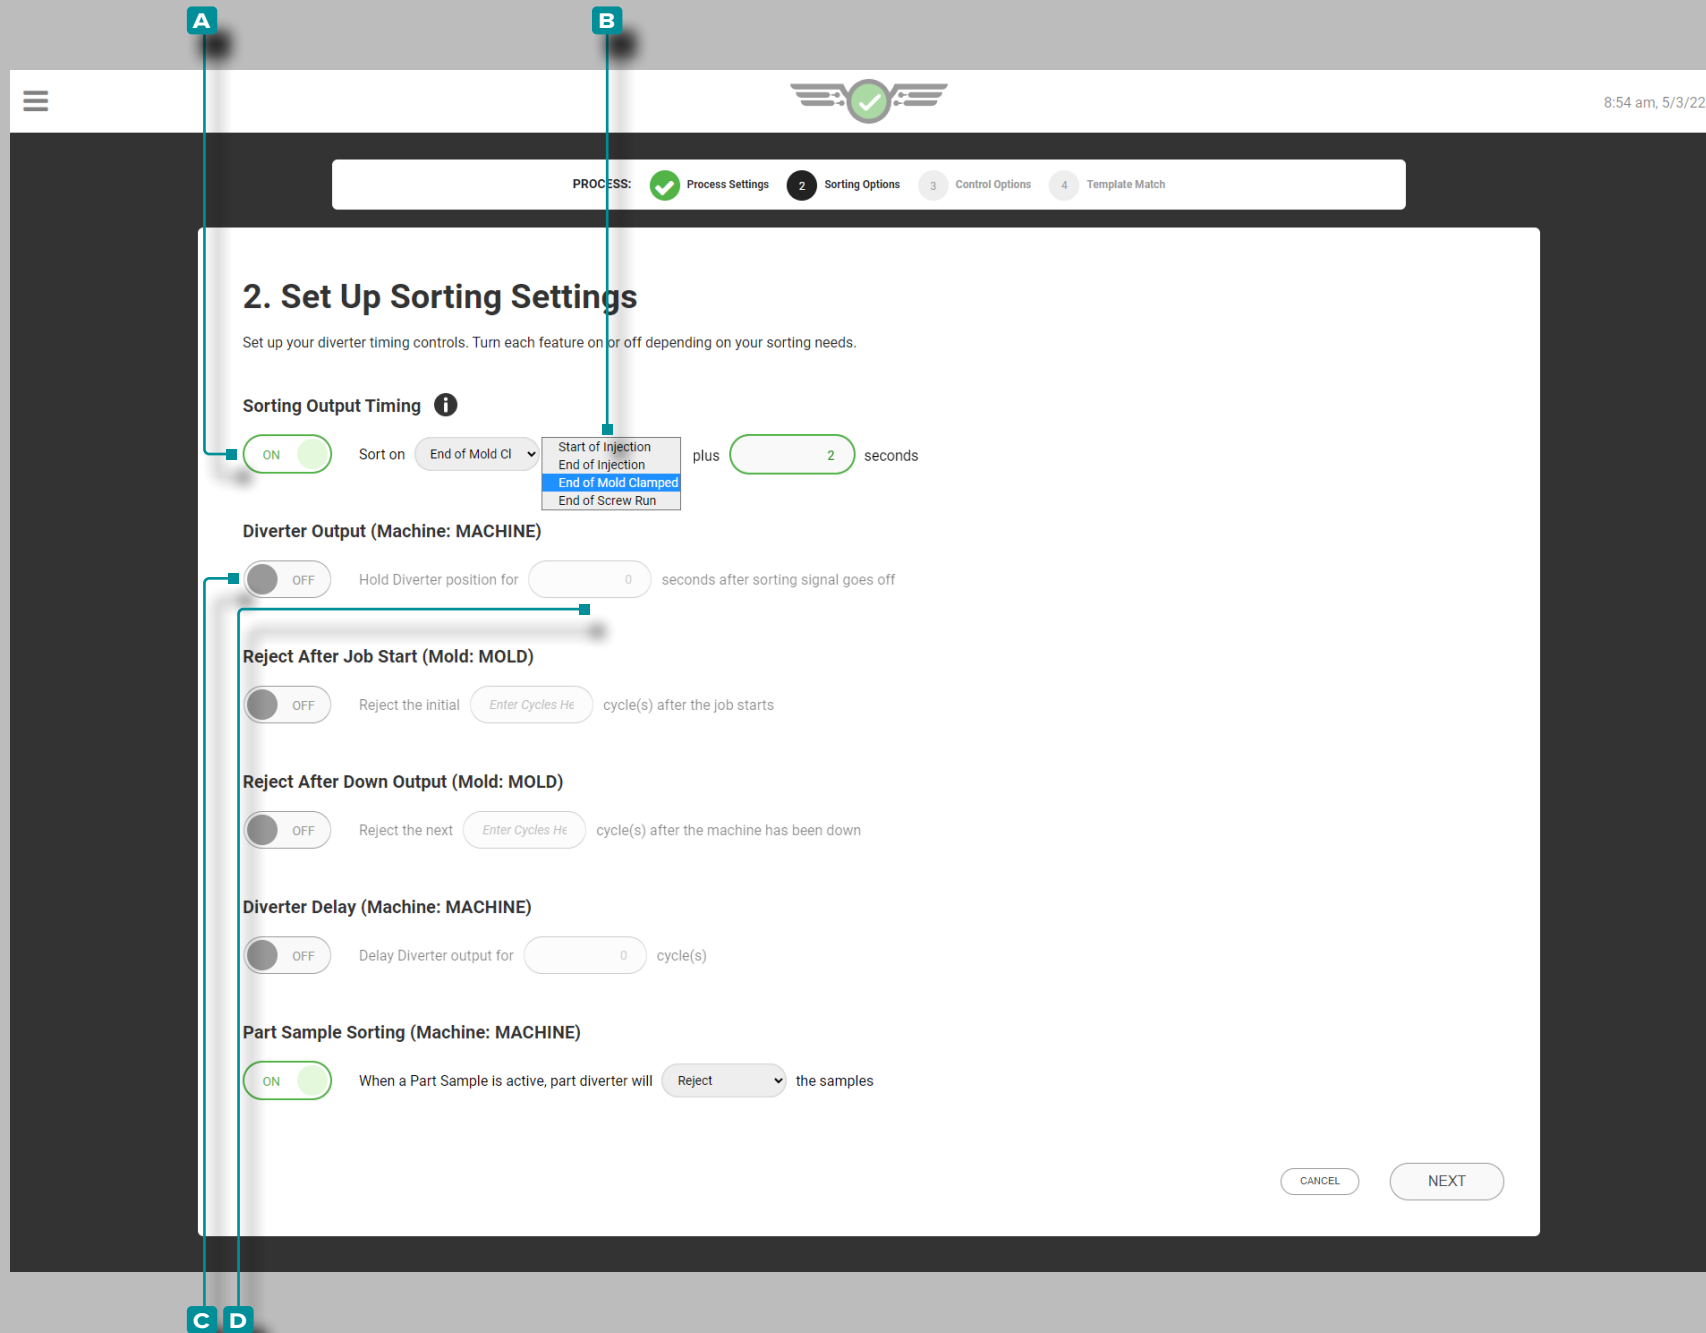 A B
8:54 am, 5/3/22
PROCESS: Process Settings 2 Sorting Options 3 Control Options 4 Template Match
2. Set Up Sorting Settings
Set up your diverter timing controls. Turn each feature on or off depending on your sorting needs.
Sorting Output Timing i
ON Sort on End of Mold Cl plus 2 seconds
Start of Injection
End of Injection
End of Mold Clamped
End of Screw Run
Diverter Output (Machine: MACHINE)
OFF Hold Diverter position for 0 seconds after sorting signal goes off
Reject After Job Start (Mold: MOLD)
OFF Reject the initial Enter Cycles He cycle(s) after the job starts
Reject After Down Output (Mold: MOLD)
OFF Reject the next Enter Cycles He cycle(s) after the machine has been down
Diverter Delay (Machine: MACHINE)
OFF Delay Diverter output for 0 cycle(s)
Part Sample Sorting (Machine: MACHINE)
ON When a Part Sample is active, part diverter will Reject the samples
CANCEL NEXT
C D